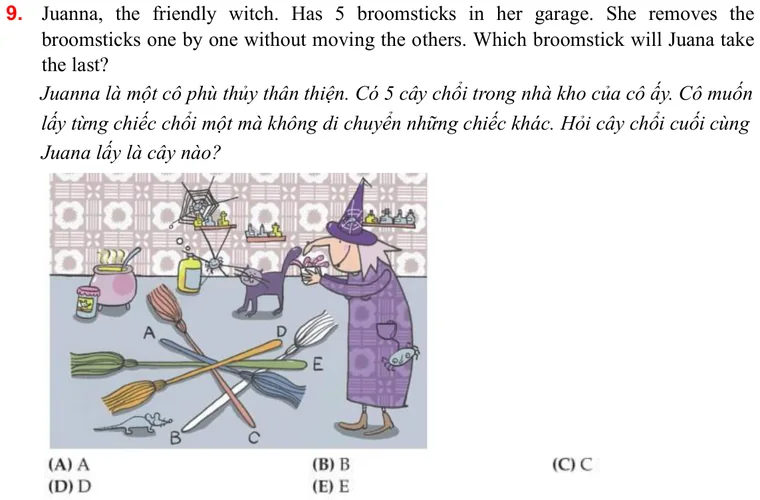 9. Juanna, the friendly witch. Has 5 broomsticks in her garage. She removes the
broomsticks one by one without moving the others. Which broomstick will Juana take
the last?
Juanna là một cô phù thủy thân thiện. Có 5 cây chổi trong nhà kho của cô ấy. Cô muốn
lấy từng chiếc chổi một mà không di chuyển những chiếc khác. Hỏi cây chổi cuối cùng
Juana lấy là cây nào?
A
D
E
B
C
(A) A (B) B (C) C
(D) D (E) E